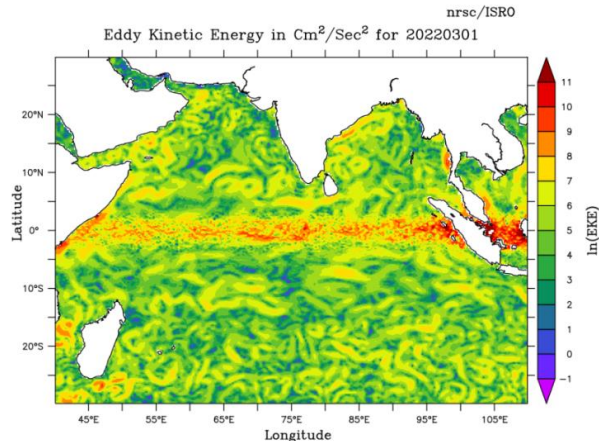 nrsc/ISRO
Eddy Kinetic Energy in Cm²/Sec² for 20220301
20°N
10°N
0°
10°S
20°S
Latitude
45°E
55°E
65°E
75°E
85°E
95°E
105°E
Longitude
11
10
9
8
7
6
5
4
3
2
1
0
−1
ln(EKE)